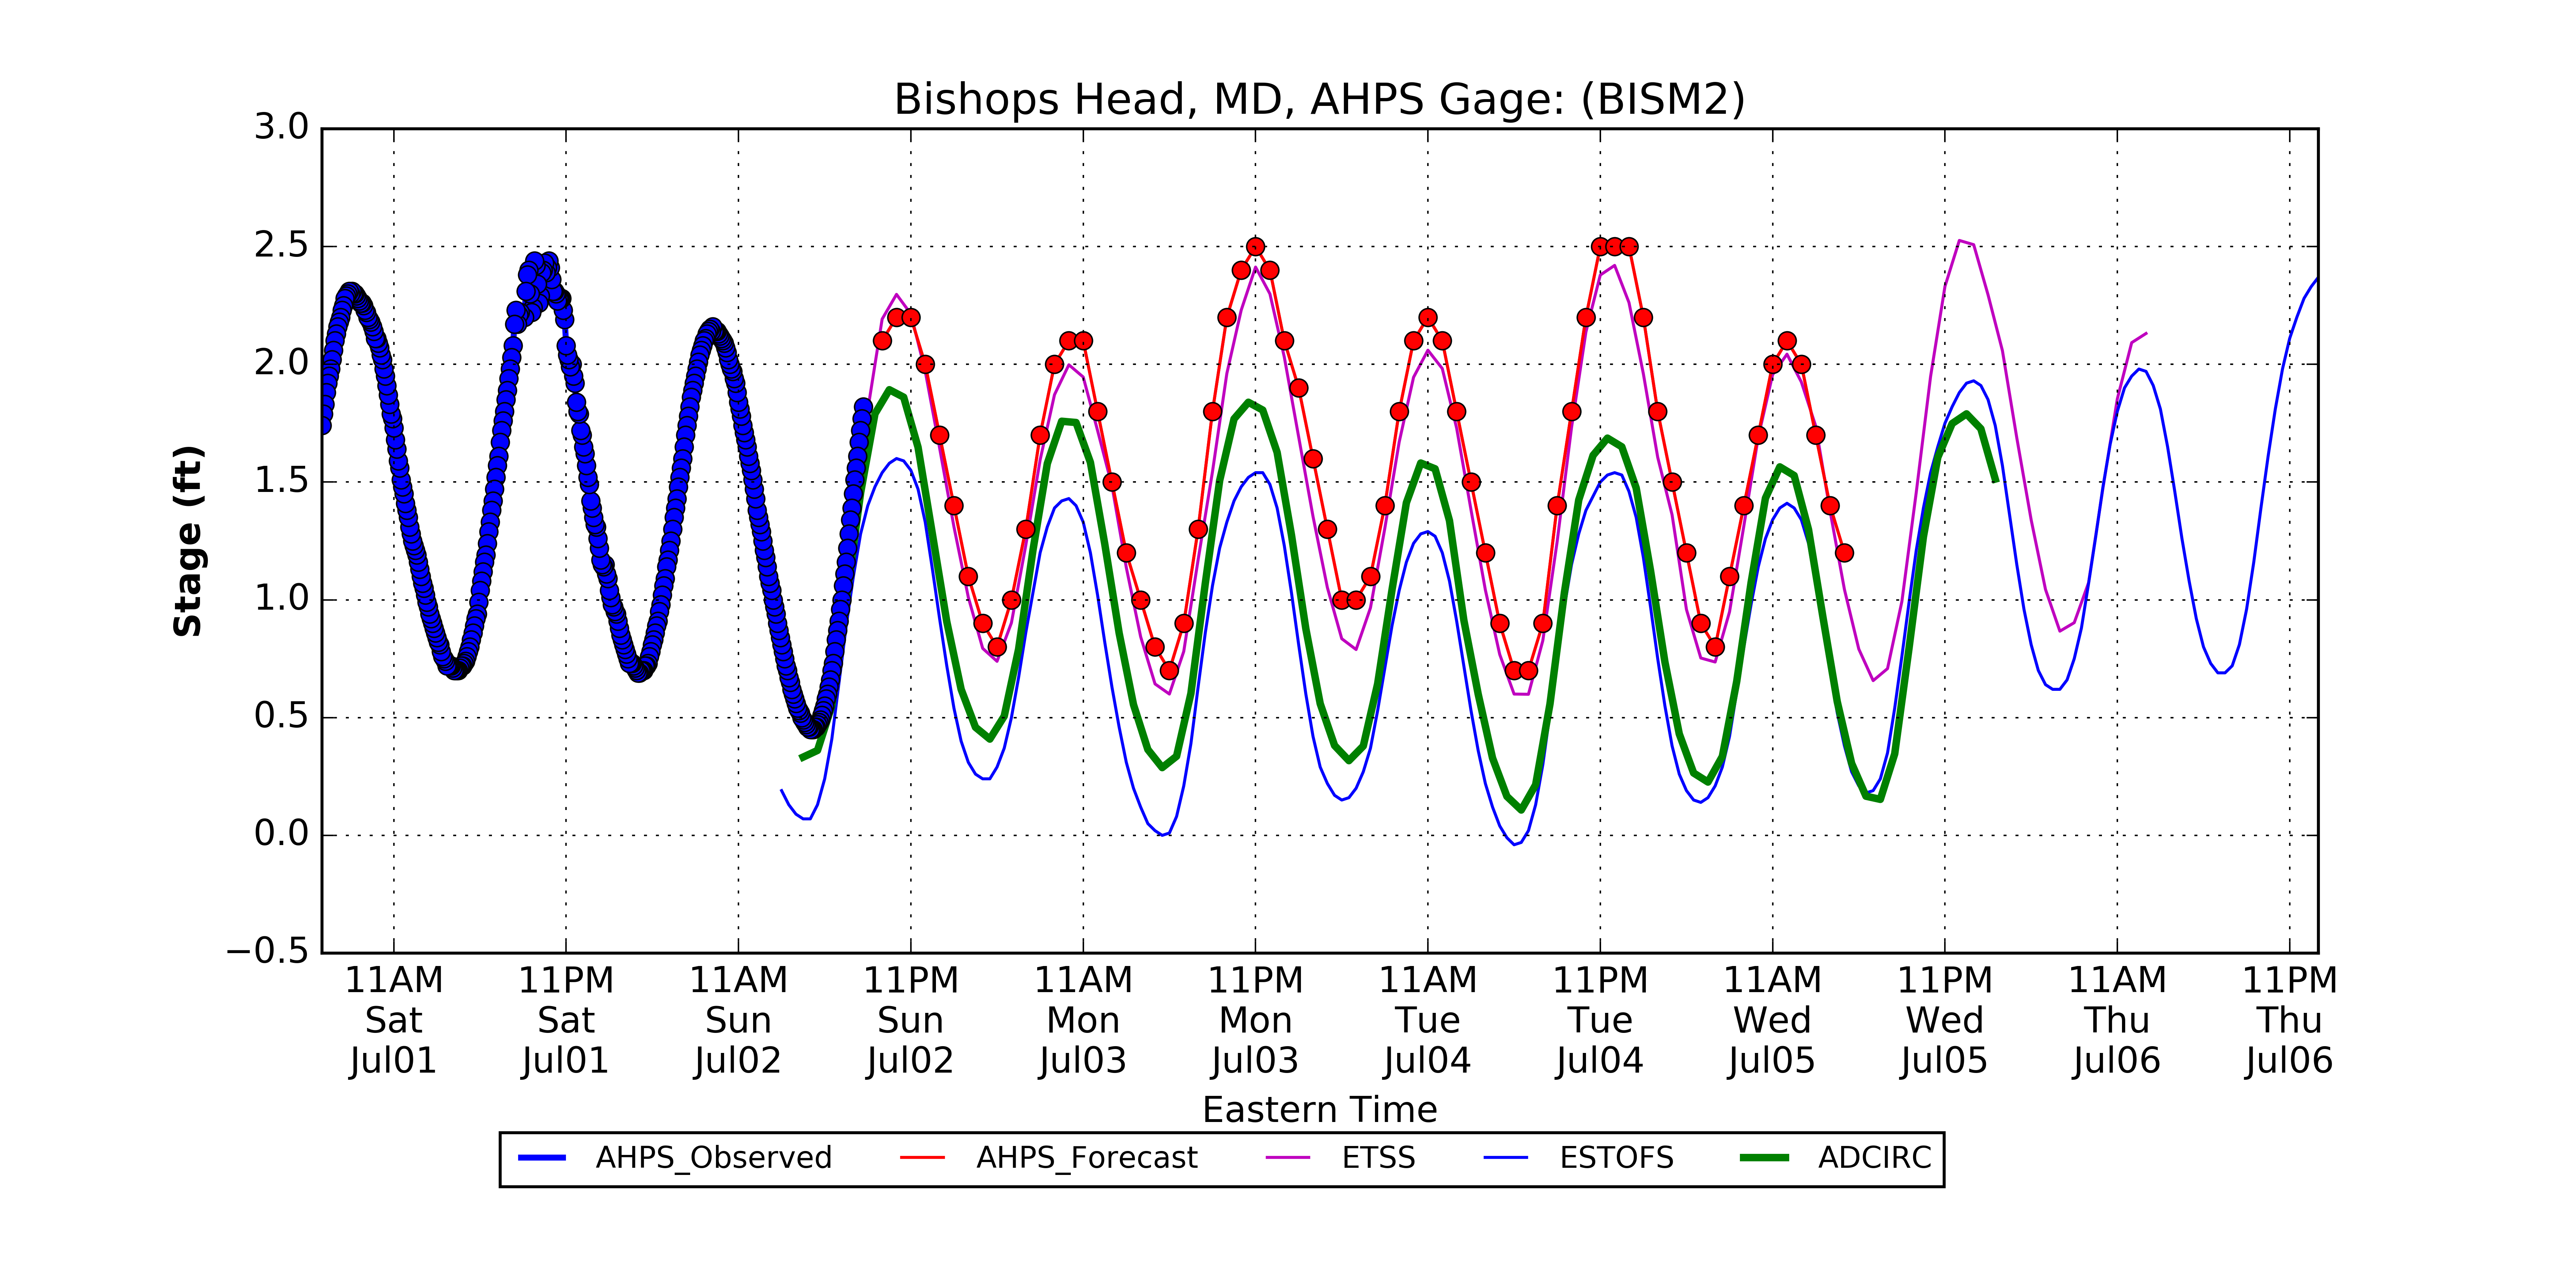 Bishops Head, MD, AHPS Gage: (BISM2)
3.0
2.5
2.0
1.5
1.0
0.5
0.0
−0.5
Stage (ft)
11AM 11PM 11AM 11PM 11AM 11PM 11AM 11PM 11AM 11PM 11AM 11PM
Sat Sat Sun Sun Mon Mon Tue Tue Wed Wed Thu Thu
Jul01 Jul01 Jul02 Jul02 Jul03 Jul03 Jul04 Jul04 Jul05 Jul05 Jul06 Jul06
Eastern Time
AHPS_Observed AHPS_Forecast ETSS ESTOFS ADCIRC